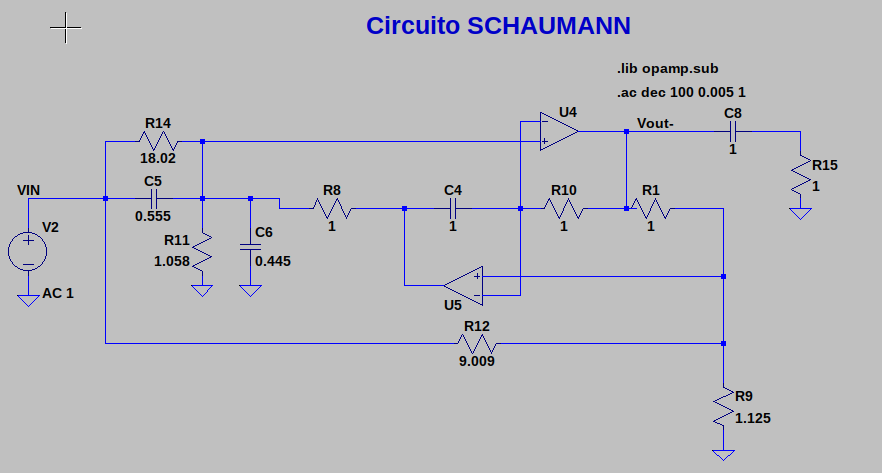 Circuito SCHAUMANN
.lib opamp.sub
.ac dec 100 0.005 1
U4
C8
R14
Vout-
1
18.02
R15
1
VIN
C5
R8
C4
R10
R1
0.555
1
1
1
1
V2
R11
C6
1.058
0.445
AC 1
U5
R12
9.009
R9
1.125